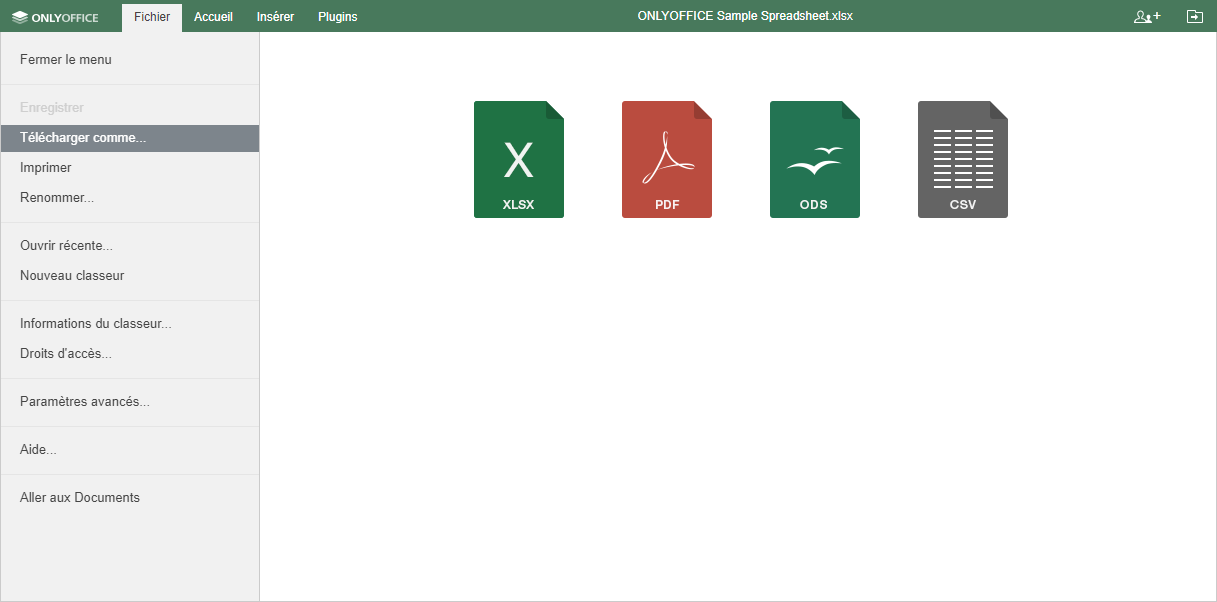 ONLYOFFICE Fichier Accueil Insérer Plugins ONLYOFFICE Sample Spreadsheet.xlsx
Fermer le menu
Enregistrer
Télécharger comme...
Imprimer
Renommer...
Ouvrir récente...
Nouveau classeur
Informations du classeur...
Droits d'accès...
Paramètres avancés...
Aide...
Aller aux Documents
XLSX PDF ODS CSV